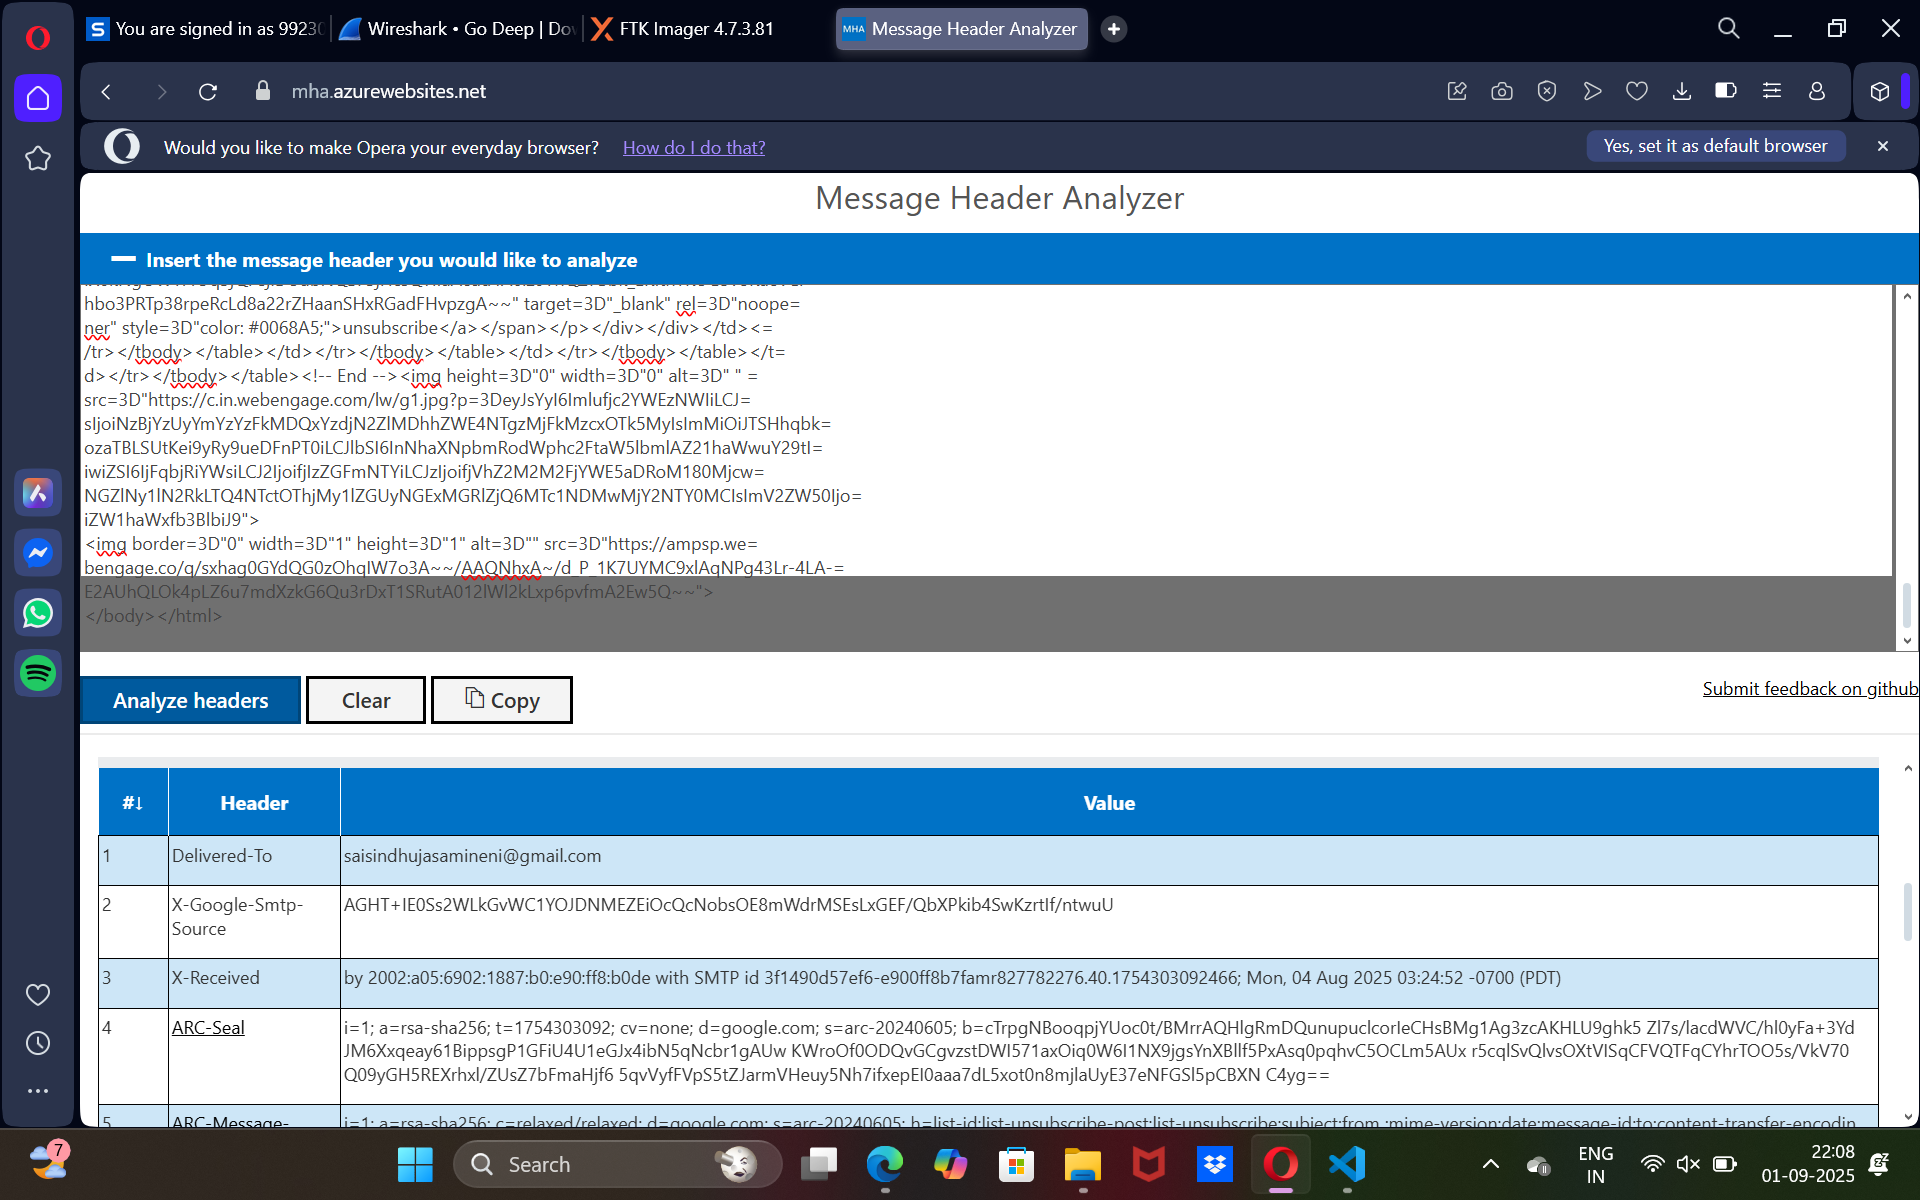 You are signed in as 99230
Wireshark • Go Deep | Do
FTK Imager 4.7.3.81
MHA Message Header Analyzer
mha.azurewebsites.net
Would you like to make Opera your everyday browser? How do I do that?
Yes, set it as default browser
Message Header Analyzer
Insert the message header you would like to analyze
hbo3PRTp38rpeRcLd8a22rZHaanSHxRGadFHvpzgA~~" target=3D"_blank" rel=3D"noope=
ner" style=3D"color: #0068A5;">unsubscribe</a></span></p></div></div></td><=
/tr></tbody></table></td></tr></tbody></table></td></tr></tbody></table></t=
d></tr></tbody></table><!-- End --><img height=3D"0" width=3D"0" alt=3D" " =
src=3D"https://c.in.webengage.com/lw/g1.jpg?p=3DeyJsYyI6Imlufjc2YWEzNWIiLCJ=
sIjoiNzBjYzUyYmYzYzFkMDQxYzdjN2ZlMDhhZWE4NTgzMjFkMzcxOTk5MyIsImMiOiJTSHhqbk=
ozaTBLSUtKei9yRy9ueDFnPT0iLCJlbSI6InNhaXNpbmRodWphc2FtaW5lbmlAZ21haWwuY29tI=
iwiZSI6IjFqbjRiYWsiLCJ2IjoifjIzZGFmNTYiLCJzIjoifjVhZ2M2M2FjYWE5aDRoM180Mjcw=
NGZlNy1lN2RkLTQ4NTctOThjMy1lZGUyNGExMGRlZjQ6MTc1NDMwMjY2NTY0MCIsImV2ZW50Ijo=
iZW1haWxfb3BlbiJ9">
<img border=3D"0" width=3D"1" height=3D"1" alt=3D"" src=3D"https://ampsp.we=
bengage.co/q/sxhag0GYdQG0zOhqIW7o3A~~/AAQNhxA~/d_P_1K7UYMC9xlAqNPg43Lr-4LA-=
E2AUhQLOk4pLZ6u7mdXzkG6Qu3rDxT1SRutA012lWl2kLxp6pvfmA2Ew5Q~~">
</body></html>
Analyze headers
Clear
Copy
Submit feedback on github
#↓ Header Value
1 Delivered-To saisindhujasamineni@gmail.com
2 X-Google-Smtp-Source AGHT+IE0Ss2WLkGvWC1YOJDNMEZEiOcQcNobsOE8mWdrMSEsLxGEF/QbXPkib4SwKzrtIf/ntwuU
3 X-Received by 2002:a05:6902:1887:b0:e90:ff8:b0de with SMTP id 3f1490d57ef6-e900ff8b7famr827782276.40.1754303092466; Mon, 04 Aug 2025 03:24:52 -0700 (PDT)
4 ARC-Seal i=1; a=rsa-sha256; t=1754303092; cv=none; d=google.com; s=arc-20240605; b=cTrpgNBooqpjYUoc0t/BMrrAQHlgRmDQunupuclcorIeCHsBMg1Ag3zcAKHLU9ghk5 Zl7s/lacdWVC/hl0yFa+3Yd
JM6Xxqeay61BippsgP1GFiU4U1eGJx4ibN5qNcbr1gAUw KWroOf0ODQvGCgvzstDWI571axOiq0W6I1NX9jgsYnXBllf5PxAsq0pqhvC5OCLm5AUx r5cqlSvQlvsOXtVISqCFVQTFqCYhrTOO5s/VkV70
Q09yGH5REXrhxl/ZUsZ7bFmaHjf6 5qvVyfFVpS5tZJarmVHeuy5Nh7ifxepEI0aaa7dL5xot0n8mjlaUyE37eNFGSl5pCBXN C4yg==
5 ARC-Message- i=1; a=rsa-sha256; c=relaxed/relaxed; d=google.com; s=arc-20240605; h=list-id:list-unsubscribe-post:list-unsubscribe:subject:from :mime-version:date:message-id:to:content-transfer-encodin
7
Search
ENG
IN
22:08
01-09-2025